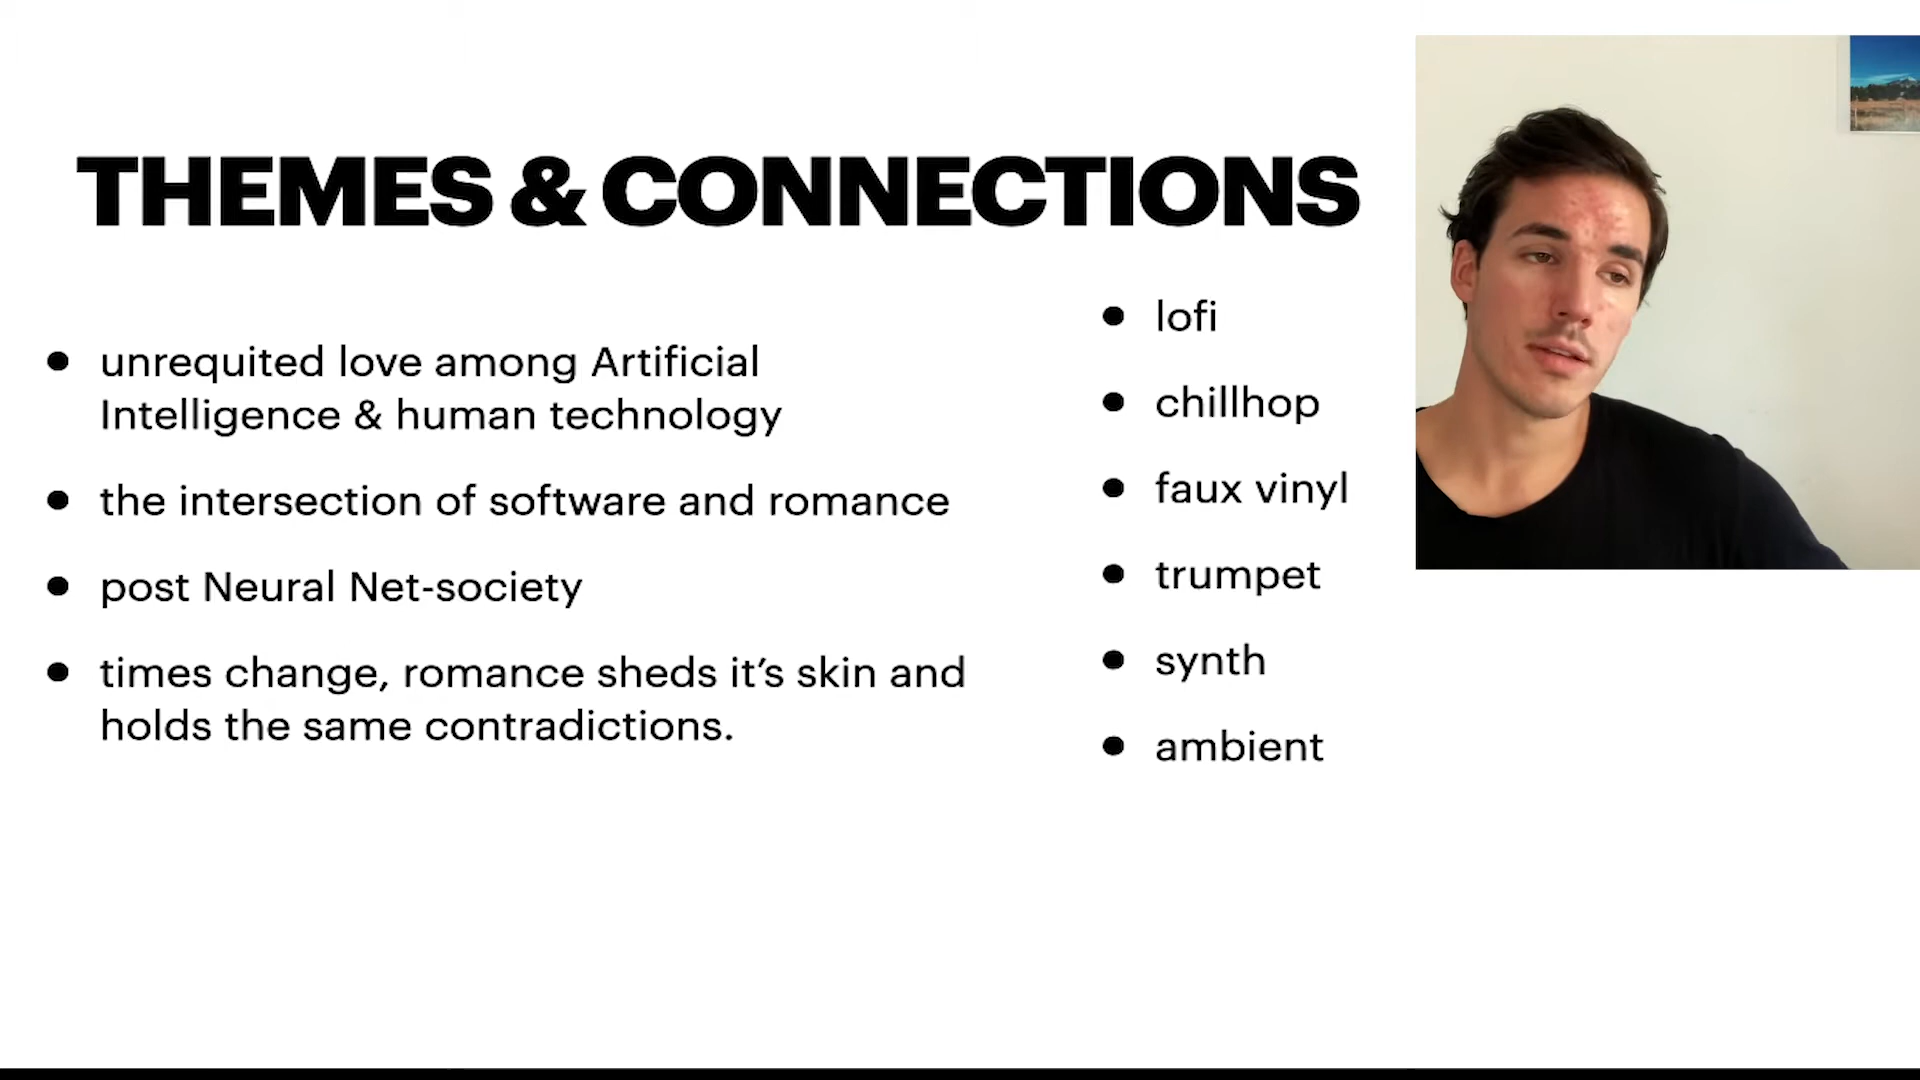 THEMES & CONNECTIONS
unrequited love among Artificial
Intelligence & human technology
the intersection of software and romance
post Neural Net-society
times change, romance sheds it’s skin and
holds the same contradictions.
lofi
chillhop
faux vinyl
trumpet
synth
ambient